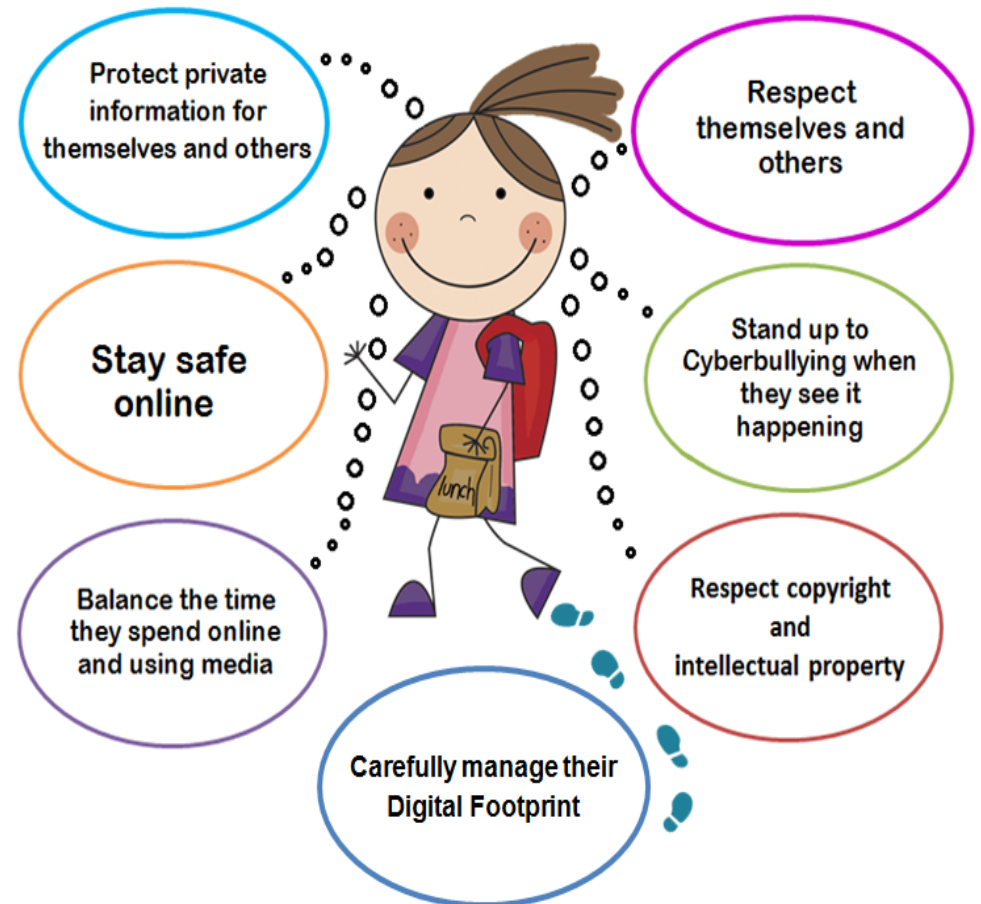 Protect private
information for
themselves and others
Respect
themselves and
others
Stay safe
online
Stand up to
Cyberbullying when
they see it
happening
lunch
Balance the time
they spend online
and using media
Respect copyright
and
intellectual property
Carefully manage their
Digital Footprint